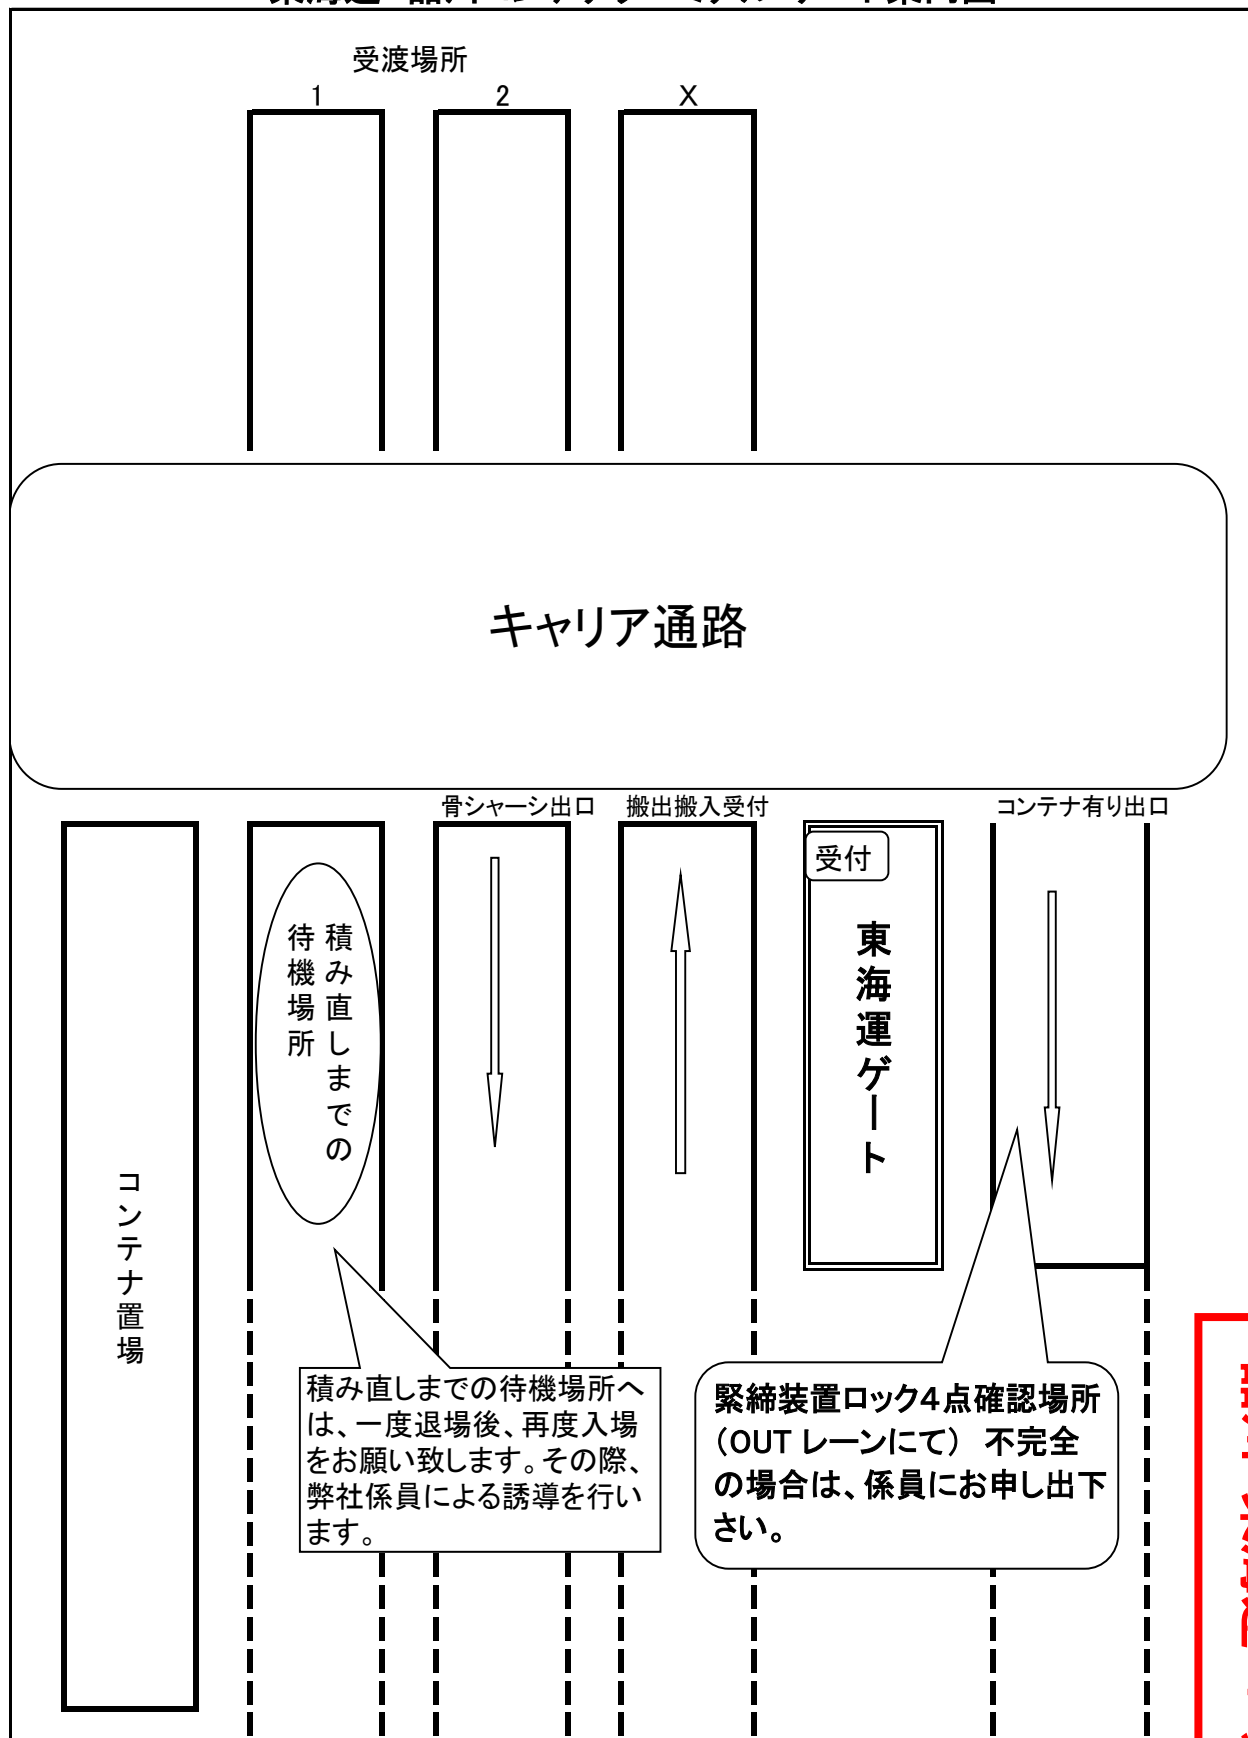 受渡場所
1
2
X
キャリア通路
骨シャーシ出口
搬出搬入受付
コンテナ有り出口
コンテナ置場
積み直しまでの
待機場所
受付
東海運ゲート
積み直しまでの待機場所へ
は、一度退場後、再度入場
をお願い致します。その際、
弊社係員による誘導を行い
ます。
緊締装置ロック4点確認場所
（OUT レーンにて） 不完全
の場合は、係員にお申し出下
さい。